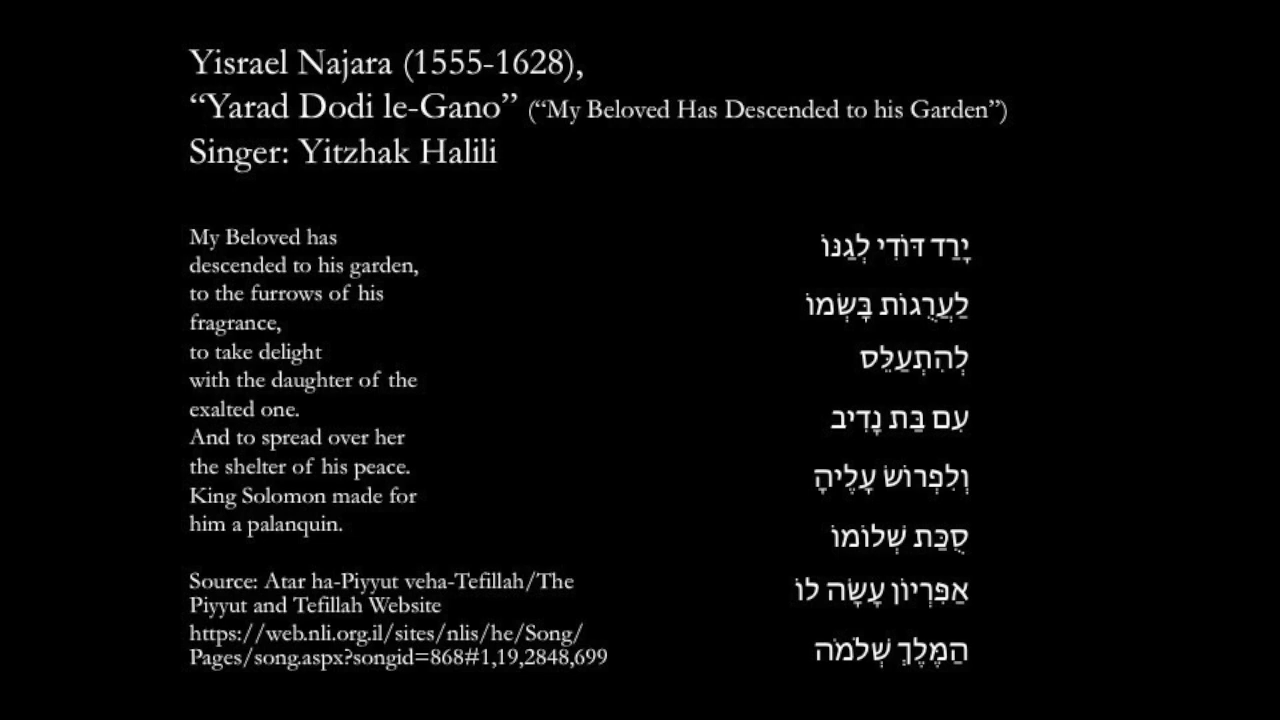 Yisrael Najara (1555-1628),
“Yarad Dodi le-Gano” (“My Beloved Has Descended to his Garden”)
Singer: Yitzhak Halili
My Beloved has
descended to his garden,
to the furrows of his
fragrance,
to take delight
with the daughter of the
exalted one.
And to spread over her
the shelter of his peace.
King Solomon made for
him a palanquin.
Source: Atar ha-Piyyut veha-Tefillah/The
Piyyut and Tefillah Website
https://web.nli.org.il/sites/nlis/he/Song/
Pages/song.aspx?songid=868#1,19,2848,699
יָרַד דּוֹדִי לְגַנּוֹ
לַעֲרֻגוֹת בָּשְׂמוֹ
לְהִתְעַלֵּס
עִם בַּת נָדִיב
וְלִפְרוֹשׂ עָלֶיהָ
סֻכַּת שְׁלוֹמוֹ
אַפִּרְיוֹן עָשָׂה לוֹ
הַמֶּלֶךְ שְׁלֹמֹה